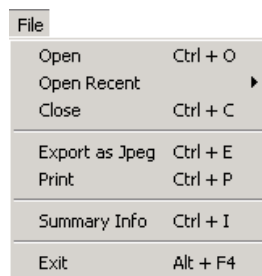 File
Open Ctrl + O
Open Recent
Close Ctrl + C
Export as Jpeg Ctrl + E
Print Ctrl + P
Summary Info Ctrl + I
Exit Alt + F4